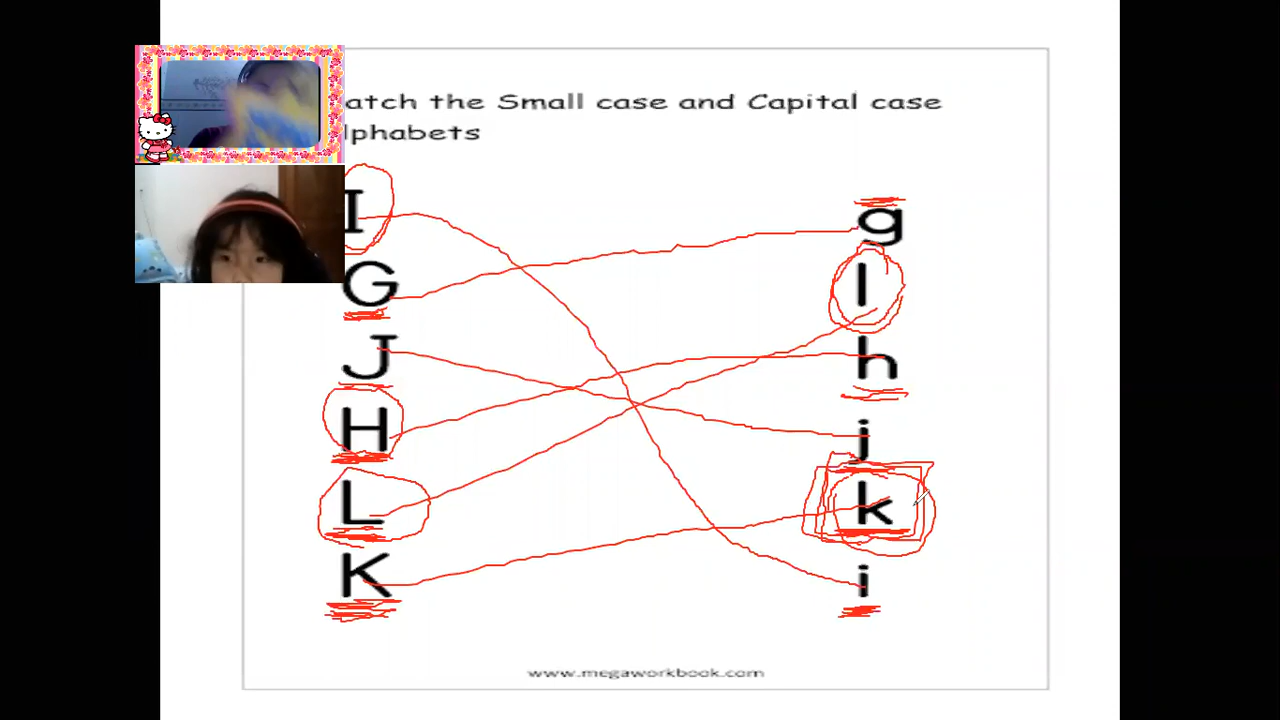 atch the Small case and Capital case
lphabets
I g
G l
J h
H j
L k
K i
www.megaworkbook.com